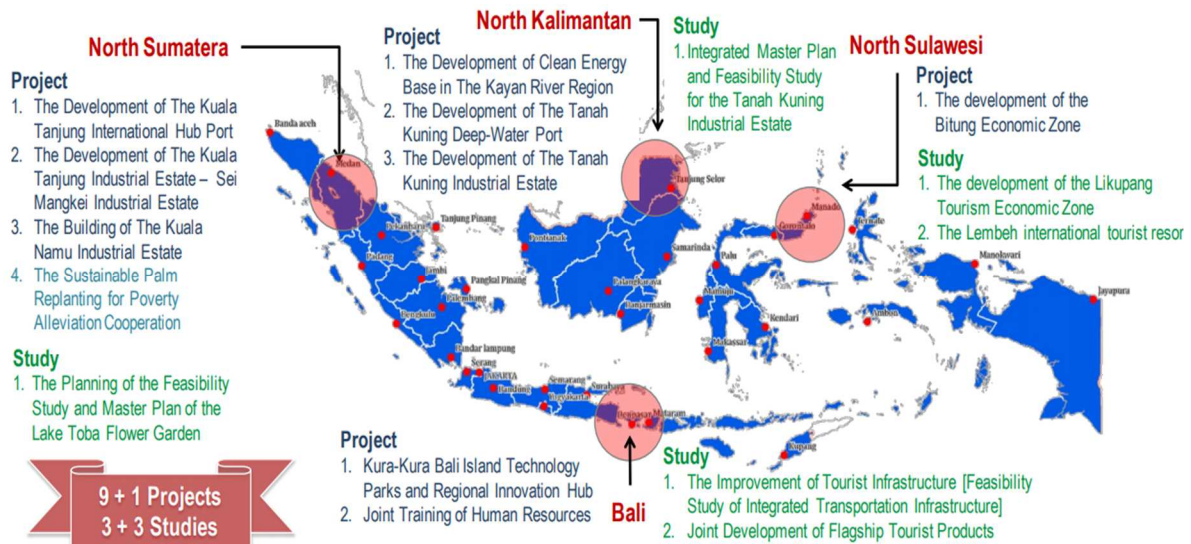 North Sumatera
Project
1. The Development of The Kuala
Tanjung International Hub Port
2. The Development of The Kuala
Tanjung Industrial Estate – Sei
Mangkei Industrial Estate
3. The Building of The Kuala
Namu Industrial Estate
4. The Sustainable Palm
Replanting for Poverty
Alleviation Cooperation
Study
1. The Planning of the Feasibility
Study and Master Plan of the
Lake Toba Flower Garden
9 + 1 Projects
3 + 3 Studies
North Kalimantan
Project
1. The Development of Clean Energy
Base in The Kayan River Region
2. The Development of The Tanah
Kuning Deep-Water Port
3. The Development of The Tanah
Kuning Industrial Estate
Study
1. Integrated Master Plan
and Feasibility Study
for the Tanah Kuning
Industrial Estate
North Sulawesi
Project
1. The development of the
Bitung Economic Zone
Study
1. The development of the Likupang
Tourism Economic Zone
2. The Lembeh international tourist resor
Banda aceh
Medan
Pekanbaru
Tanjung Pinang
Padang
Jambi
Pangkal Pinang
Palembang
Bengkulu
Bandar lampung
Serang
JAKARTA
Bandung
Semarang
Yogyakarta
Surabaya
Denpasar
Mataram
Kupang
Pontianak
Tanjung Selor
Samarinda
Palangkaraya
Banjarmasin
Manado
Gorontalo
Palu
Mamuju
Kendari
Makassar
Ternate
Ambon
Manokwari
Jayapura
Project
1. Kura-Kura Bali Island Technology
Parks and Regional Innovation Hub
2. Joint Training of Human Resources
Bali
Study
1. The Improvement of Tourist Infrastructure [Feasibility
Study of Integrated Transportation Infrastructure]
2. Joint Development of Flagship Tourist Products